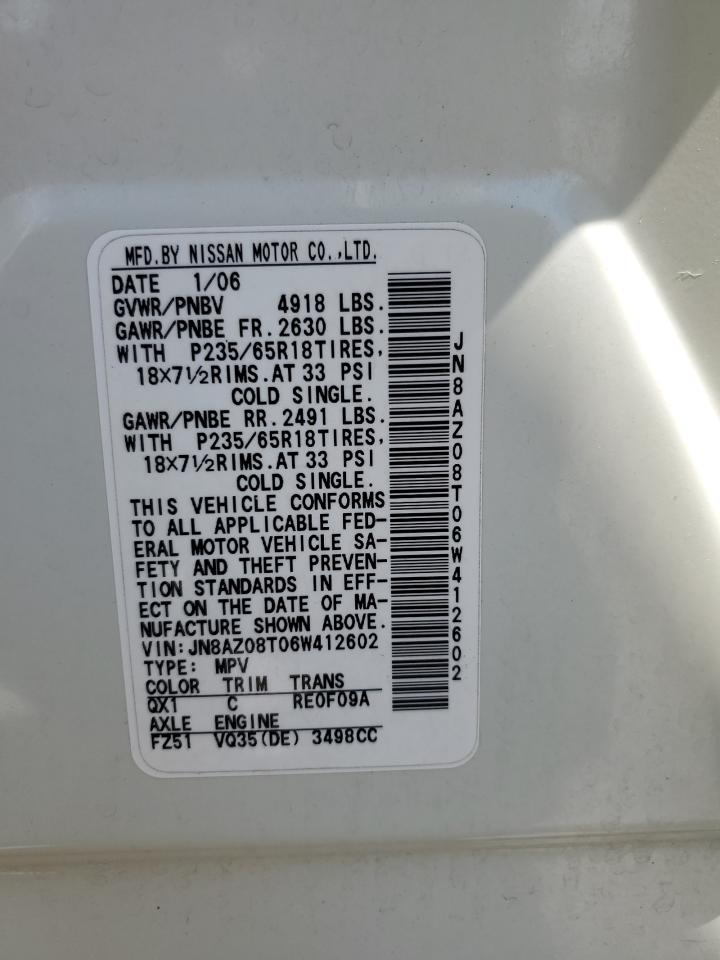 MFD.BY NISSAN MOTOR CO.,LTD.
DATE 1/06
GVWR/PNBV 4918 LBS.
GAWR/PNBE FR.2630 LBS.
WITH P235/65R18TIRES,
18×7½RIMS.AT 33 PSI
COLD SINGLE.
GAWR/PNBE RR.2491 LBS.
WITH P235/65R18TIRES,
18×7½RIMS.AT 33 PSI
COLD SINGLE.
THIS VEHICLE CONFORMS
TO ALL APPLICABLE FED-
ERAL MOTOR VEHICLE SA-
FETY AND THEFT PREVEN-
TION STANDARDS IN EFF-
ECT ON THE DATE OF MA-
NUFACTURE SHOWN ABOVE.
VIN:JN8AZ08T06W412602
TYPE: MPV
COLOR TRIM TRANS
QX1 C RE0F09A
AXLE ENGINE
FZ51 VQ35(DE) 3498CC
JN8AZ08T06W412602